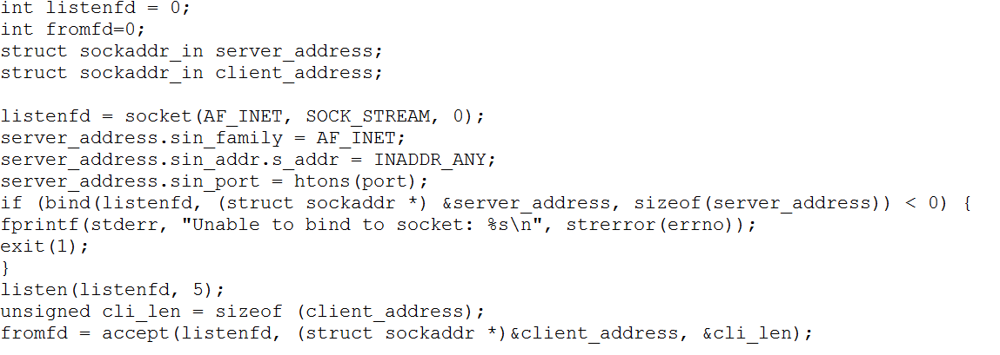 int listenfd = 0;
int fromfd=0;
struct sockaddr_in server_address;
struct sockaddr_in client_address;
listenfd = socket(AF_INET, SOCK_STREAM, 0);
server_address.sin_family = AF_INET;
server_address.sin_addr.s_addr = INADDR_ANY;
server_address.sin_port = htons(port);
if (bind(listenfd, (struct sockaddr *) &server_address, sizeof(server_address)) < 0) {
fprintf(stderr, "Unable to bind to socket: %s\n", strerror(errno));
exit(1);
}
listen(listenfd, 5);
unsigned cli_len = sizeof (client_address);
fromfd = accept(listenfd, (struct sockaddr *)&client_address, &cli_len);